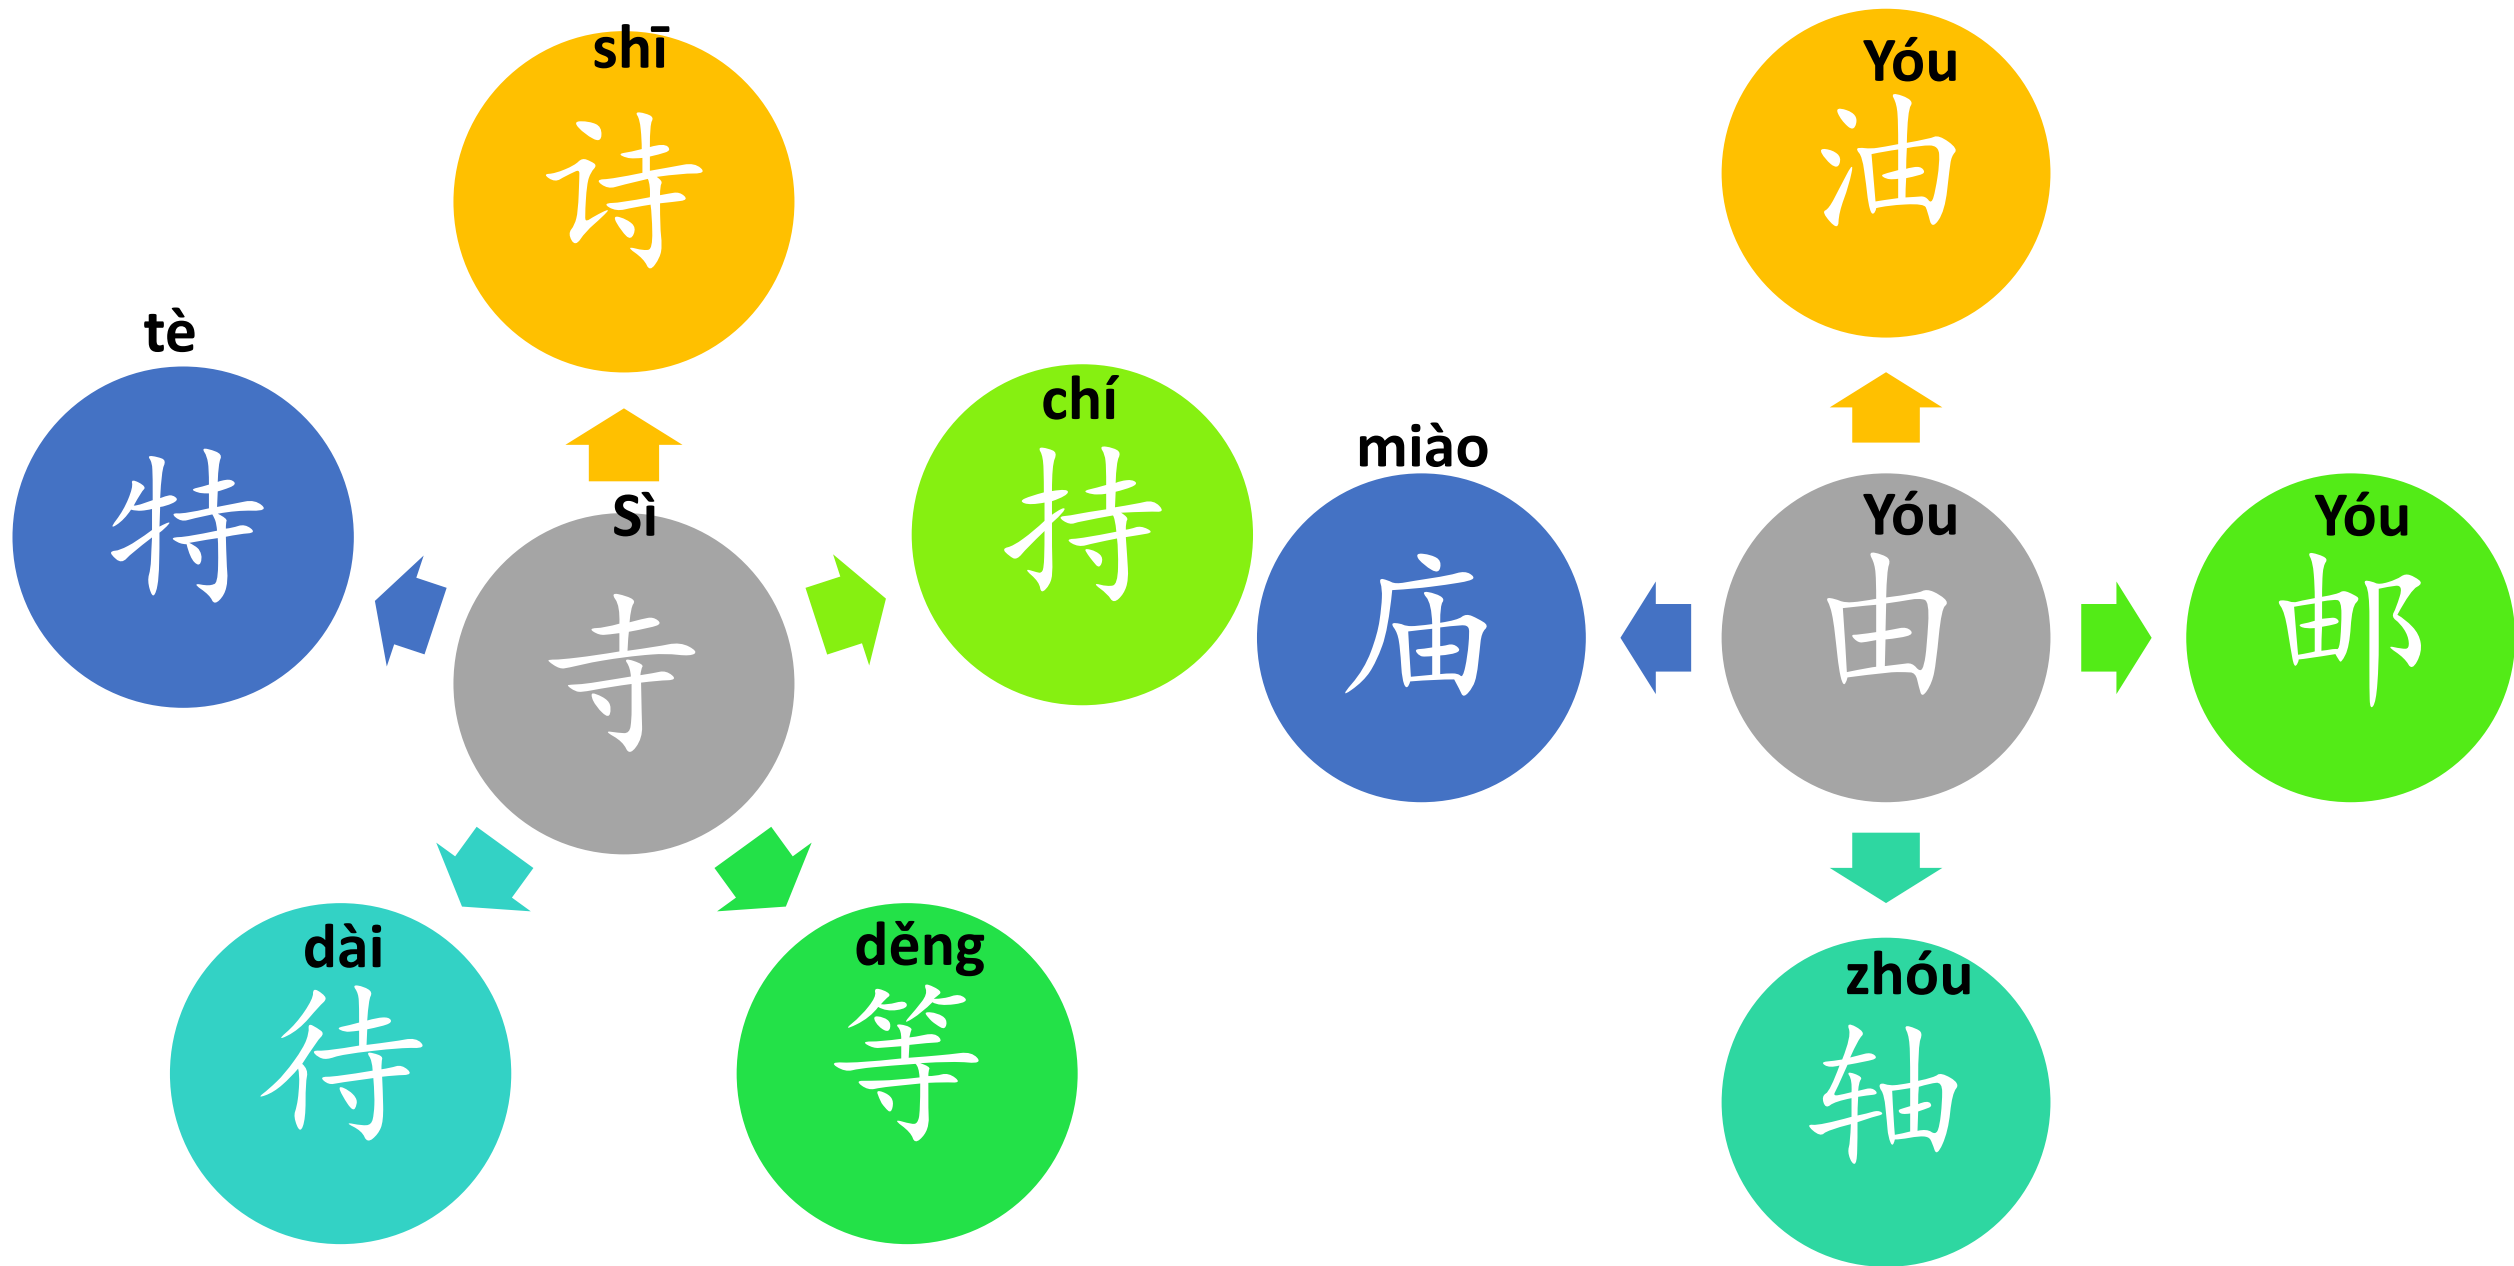 shī
诗
tè
特
Sì
寺
chí
持
dài
待
děng
等
Yóu
油
miào
庙
Yóu
由
Yóu
邮
zhóu
轴